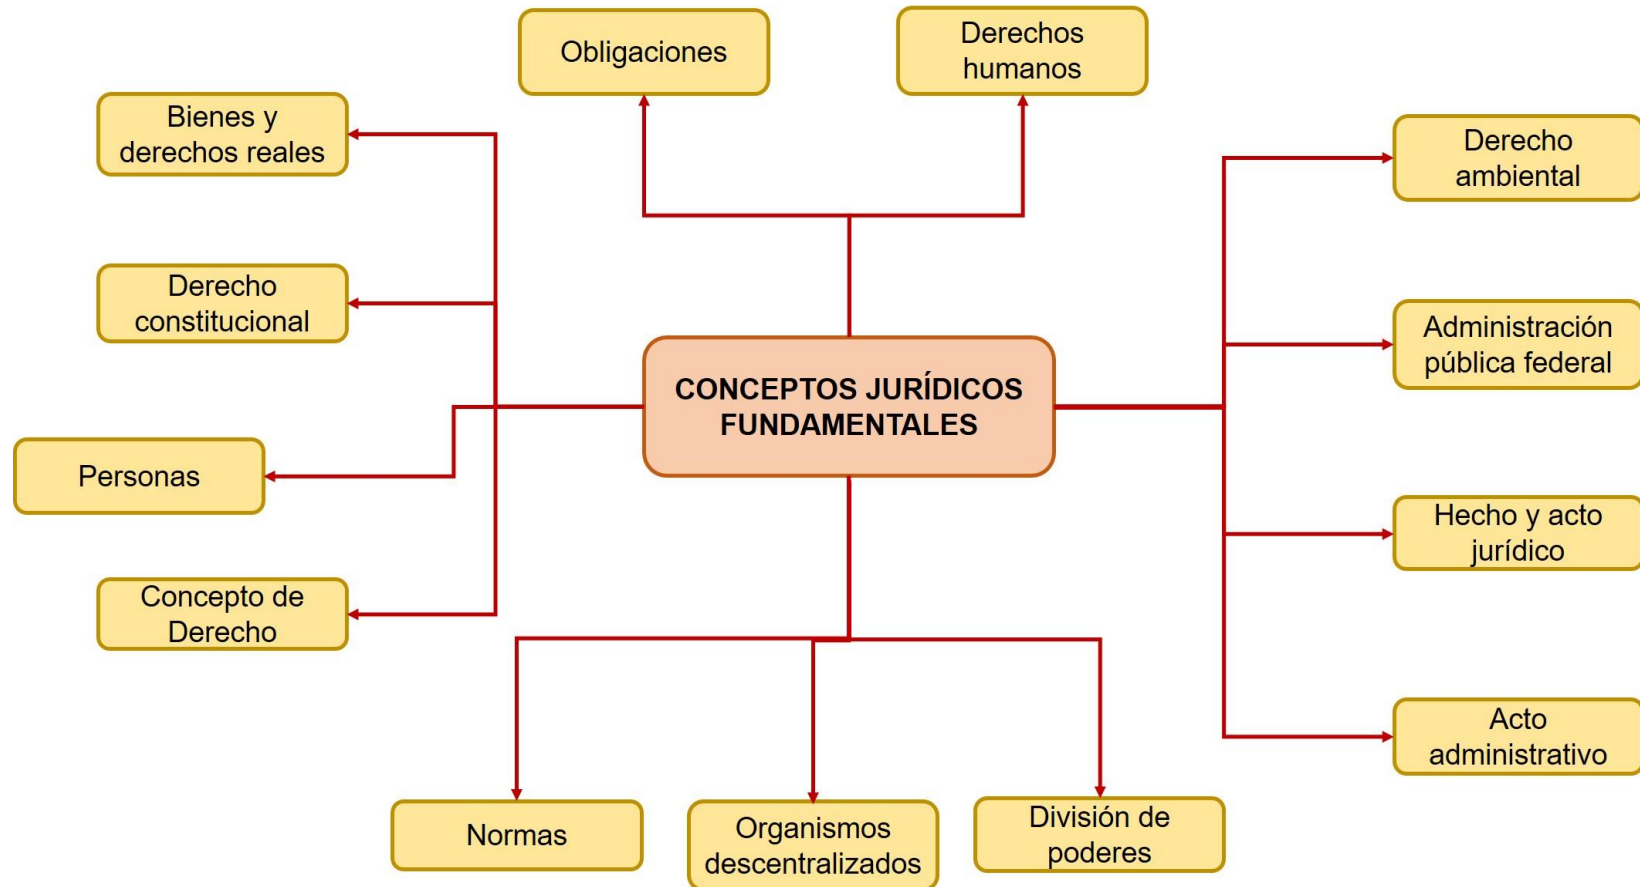 Obligaciones
Derechos
humanos
Bienes y
derechos reales
Derecho
ambiental
Derecho
constitucional
Administración
pública federal
CONCEPTOS JURÍDICOS
FUNDAMENTALES
Personas
Hecho y acto
jurídico
Concepto de
Derecho
Acto
administrativo
Normas
Organismos
descentralizados
División de
poderes